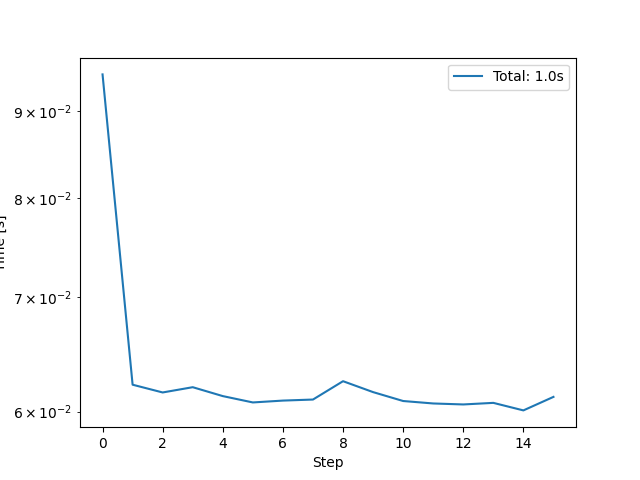 Total: 1.0s
9 × 10⁻²
8 × 10⁻²
7 × 10⁻²
6 × 10⁻²
[s]
0 2 4 6 8 10 12 14
Step